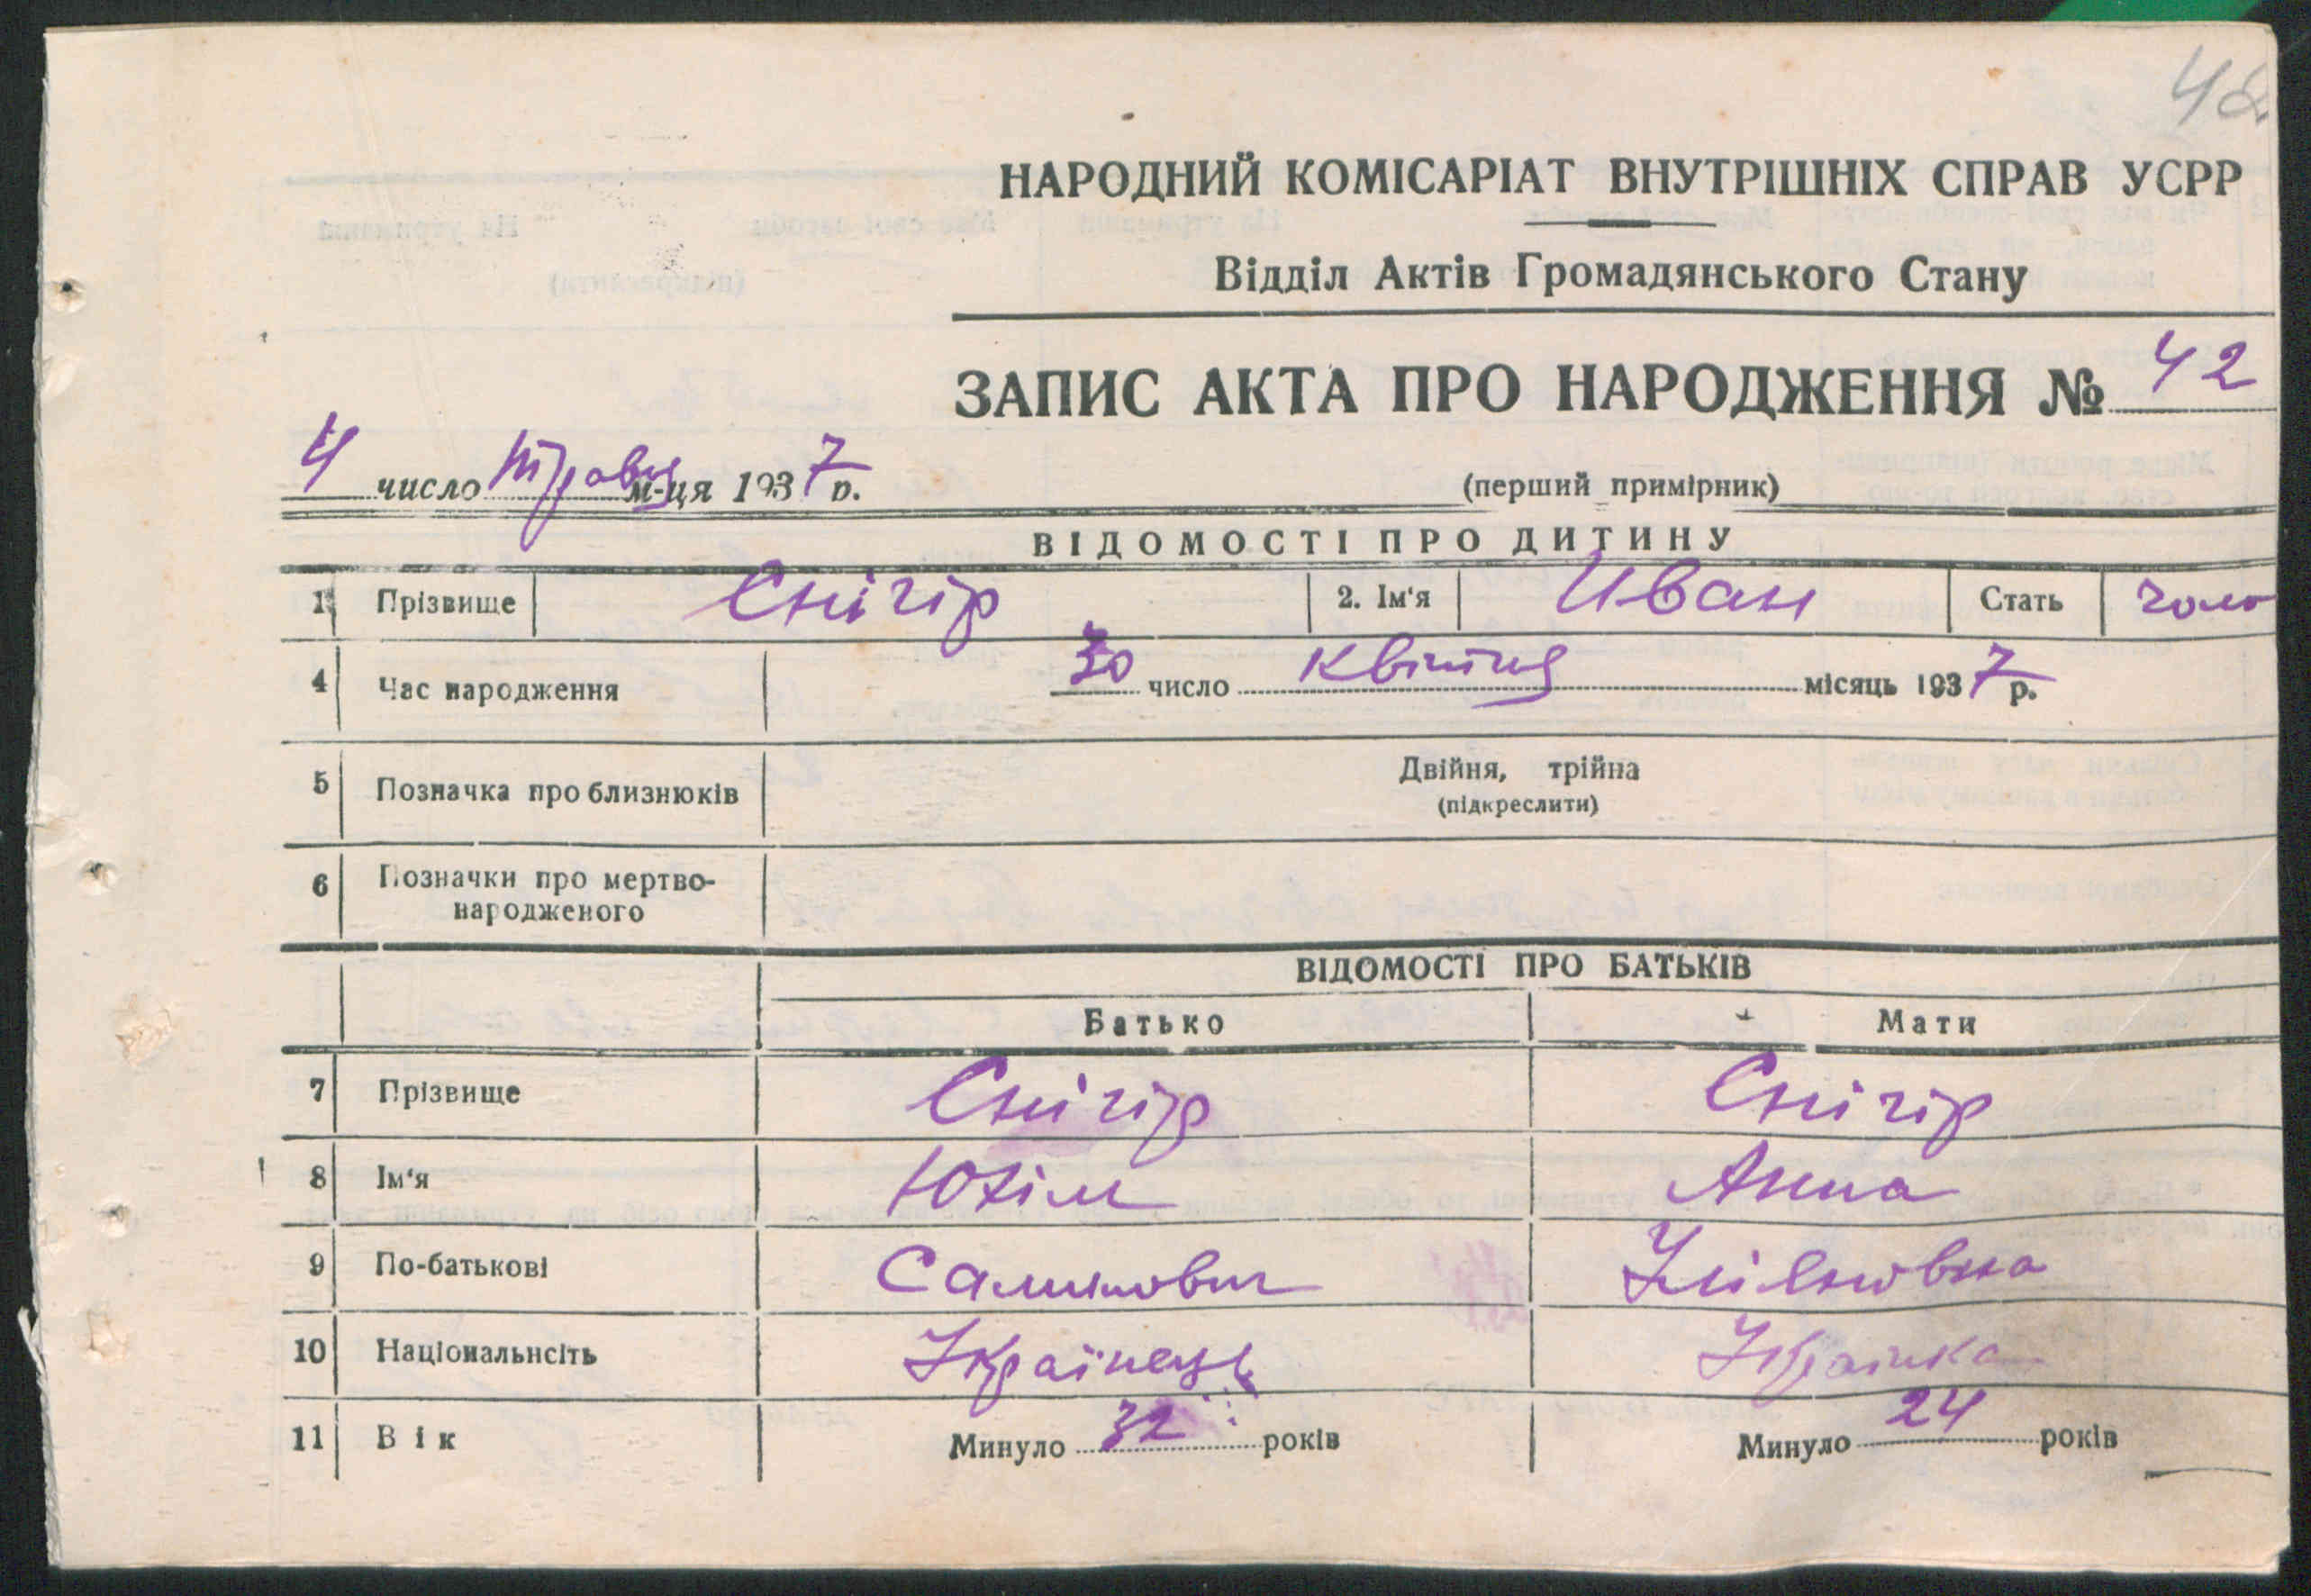 42
НАРОДНИЙ КОМІСАРІАТ ВНУТРІШНІХ СПРАВ УСРР
Відділ Актів Громадянського Стану
ЗАПИС АКТА ПРО НАРОДЖЕННЯ № 42
4 число Травця м-ця 1937 р.
(перший примірник)
ВІДОМОСТІ ПРО ДИТИНУ
1 Прізвище Снігір 2. Ім'я Иван Стать чоло
4 Час народження 30 число квітця місяць 1937 р.
5 Позначка про близнюків Двійня, трійна
(підкреслити)
6 Позначки про мертво-
народженого
ВІДОМОСТІ ПРО БАТЬКІВ
Батько Мати
7 Прізвище Снігір Снігір
8 Ім'я Юхім Анна
9 По-батькові
10 Національнсіть Українець Українка
11 Вік Минуло 32 років Минуло 24 років